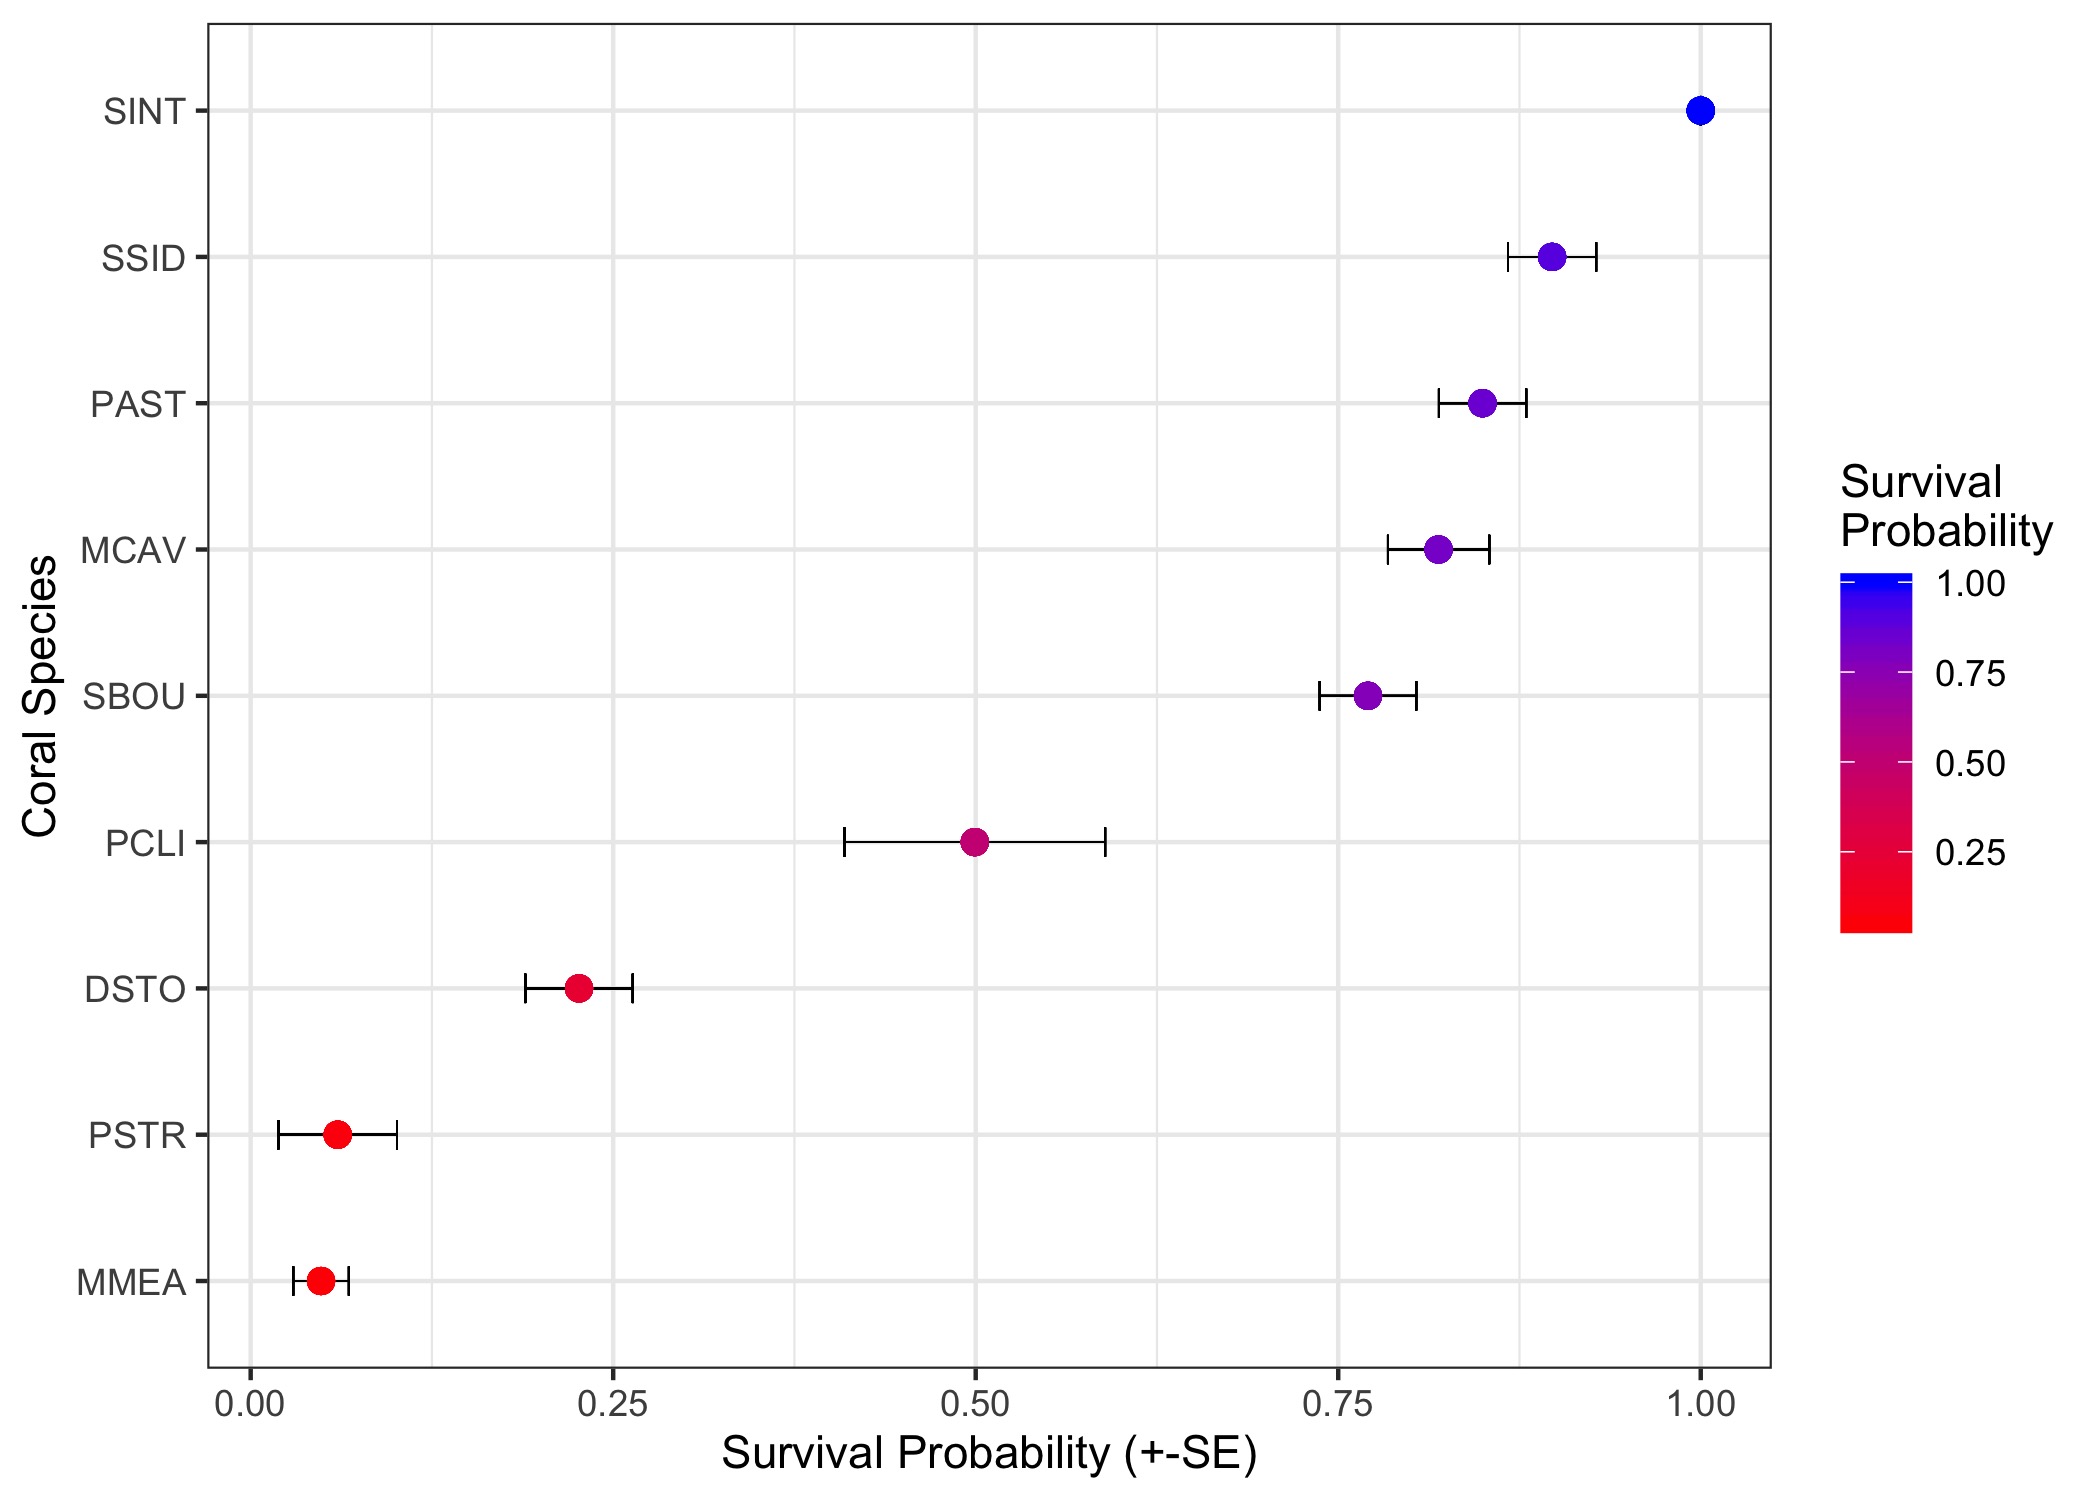 SINT
SSID
PAST
MCAV
SBOU
PCLI
DSTO
PSTR
MMEA
Coral Species
0.00 0.25 0.50 0.75 1.00
Survival Probability (+-SE)
Survival
Probability
1.00
0.75
0.50
0.25